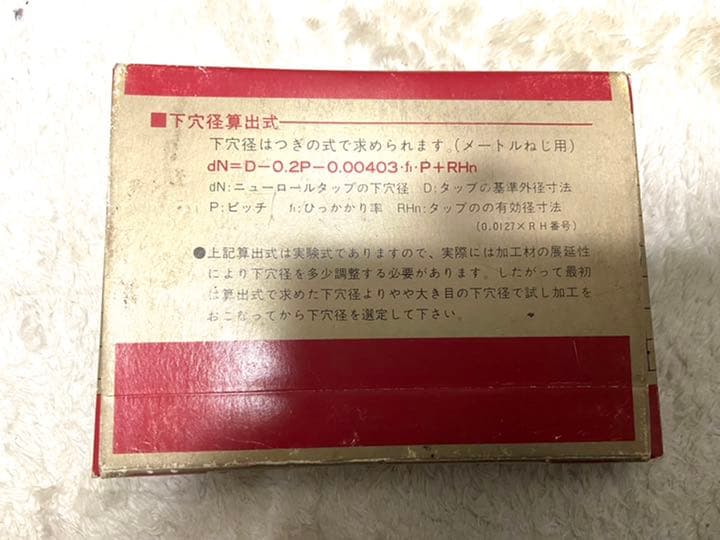 ■下穴径算出式
下穴径はつぎの式で求められます。(メートルねじ用)
dN=D−0.2P−0.00403·fl·P+RHn
dN:ニューロールタップの下穴径 D:タップの基準外径寸法
P:ピッチ fl:ひっかかり率 RHn:タップのの有効径寸法
(0.0127×RH番号)
●上記算出式は実験式でありますので、実際には加工材の展延性
により下穴径を多少調整する必要があります。したがって最初
は算出式で求めた下穴径よりやや大き目の下穴径で試し加工を
おこなってから下穴径を選定して下さい。